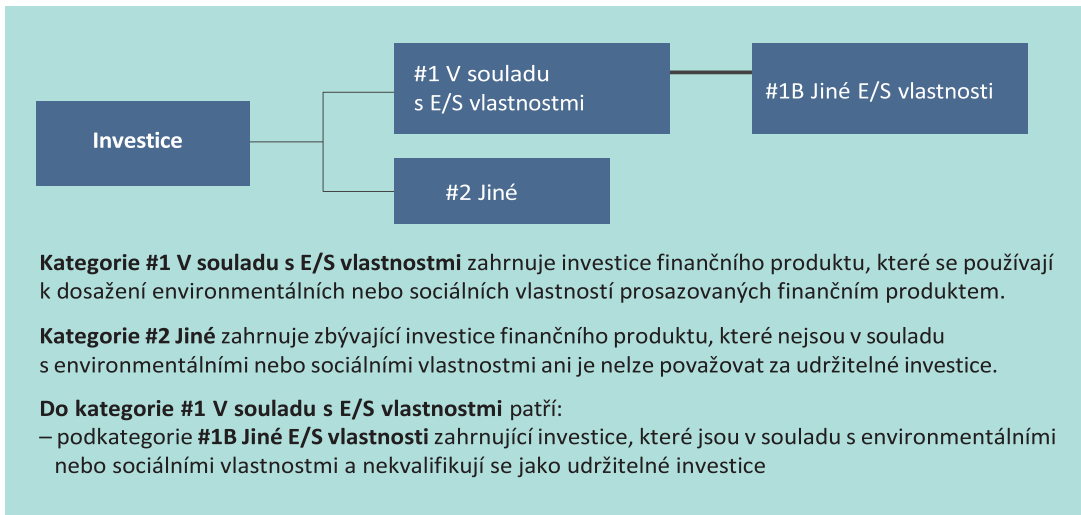 #1 V souladu
s E/S vlastnostmi
#1B Jiné E/S vlastnosti
Investice
#2 Jiné
Kategorie #1 V souladu s E/S vlastnostmi zahrnuje investice finančního produktu, které se používají
k dosažení environmentálních nebo sociálních vlastností prosazovaných finančním produktem.
Kategorie #2 Jiné zahrnuje zbývající investice finančního produktu, které nejsou v souladu
s environmentálními nebo sociálními vlastnostmi ani je nelze považovat za udržitelné investice.
Do kategorie #1 V souladu s E/S vlastnostmi patří:
– podkategorie #1B Jiné E/S vlastnosti zahrnující investice, které jsou v souladu s environmentálními
nebo sociálními vlastnostmi a nekvalifikují se jako udržitelné investice